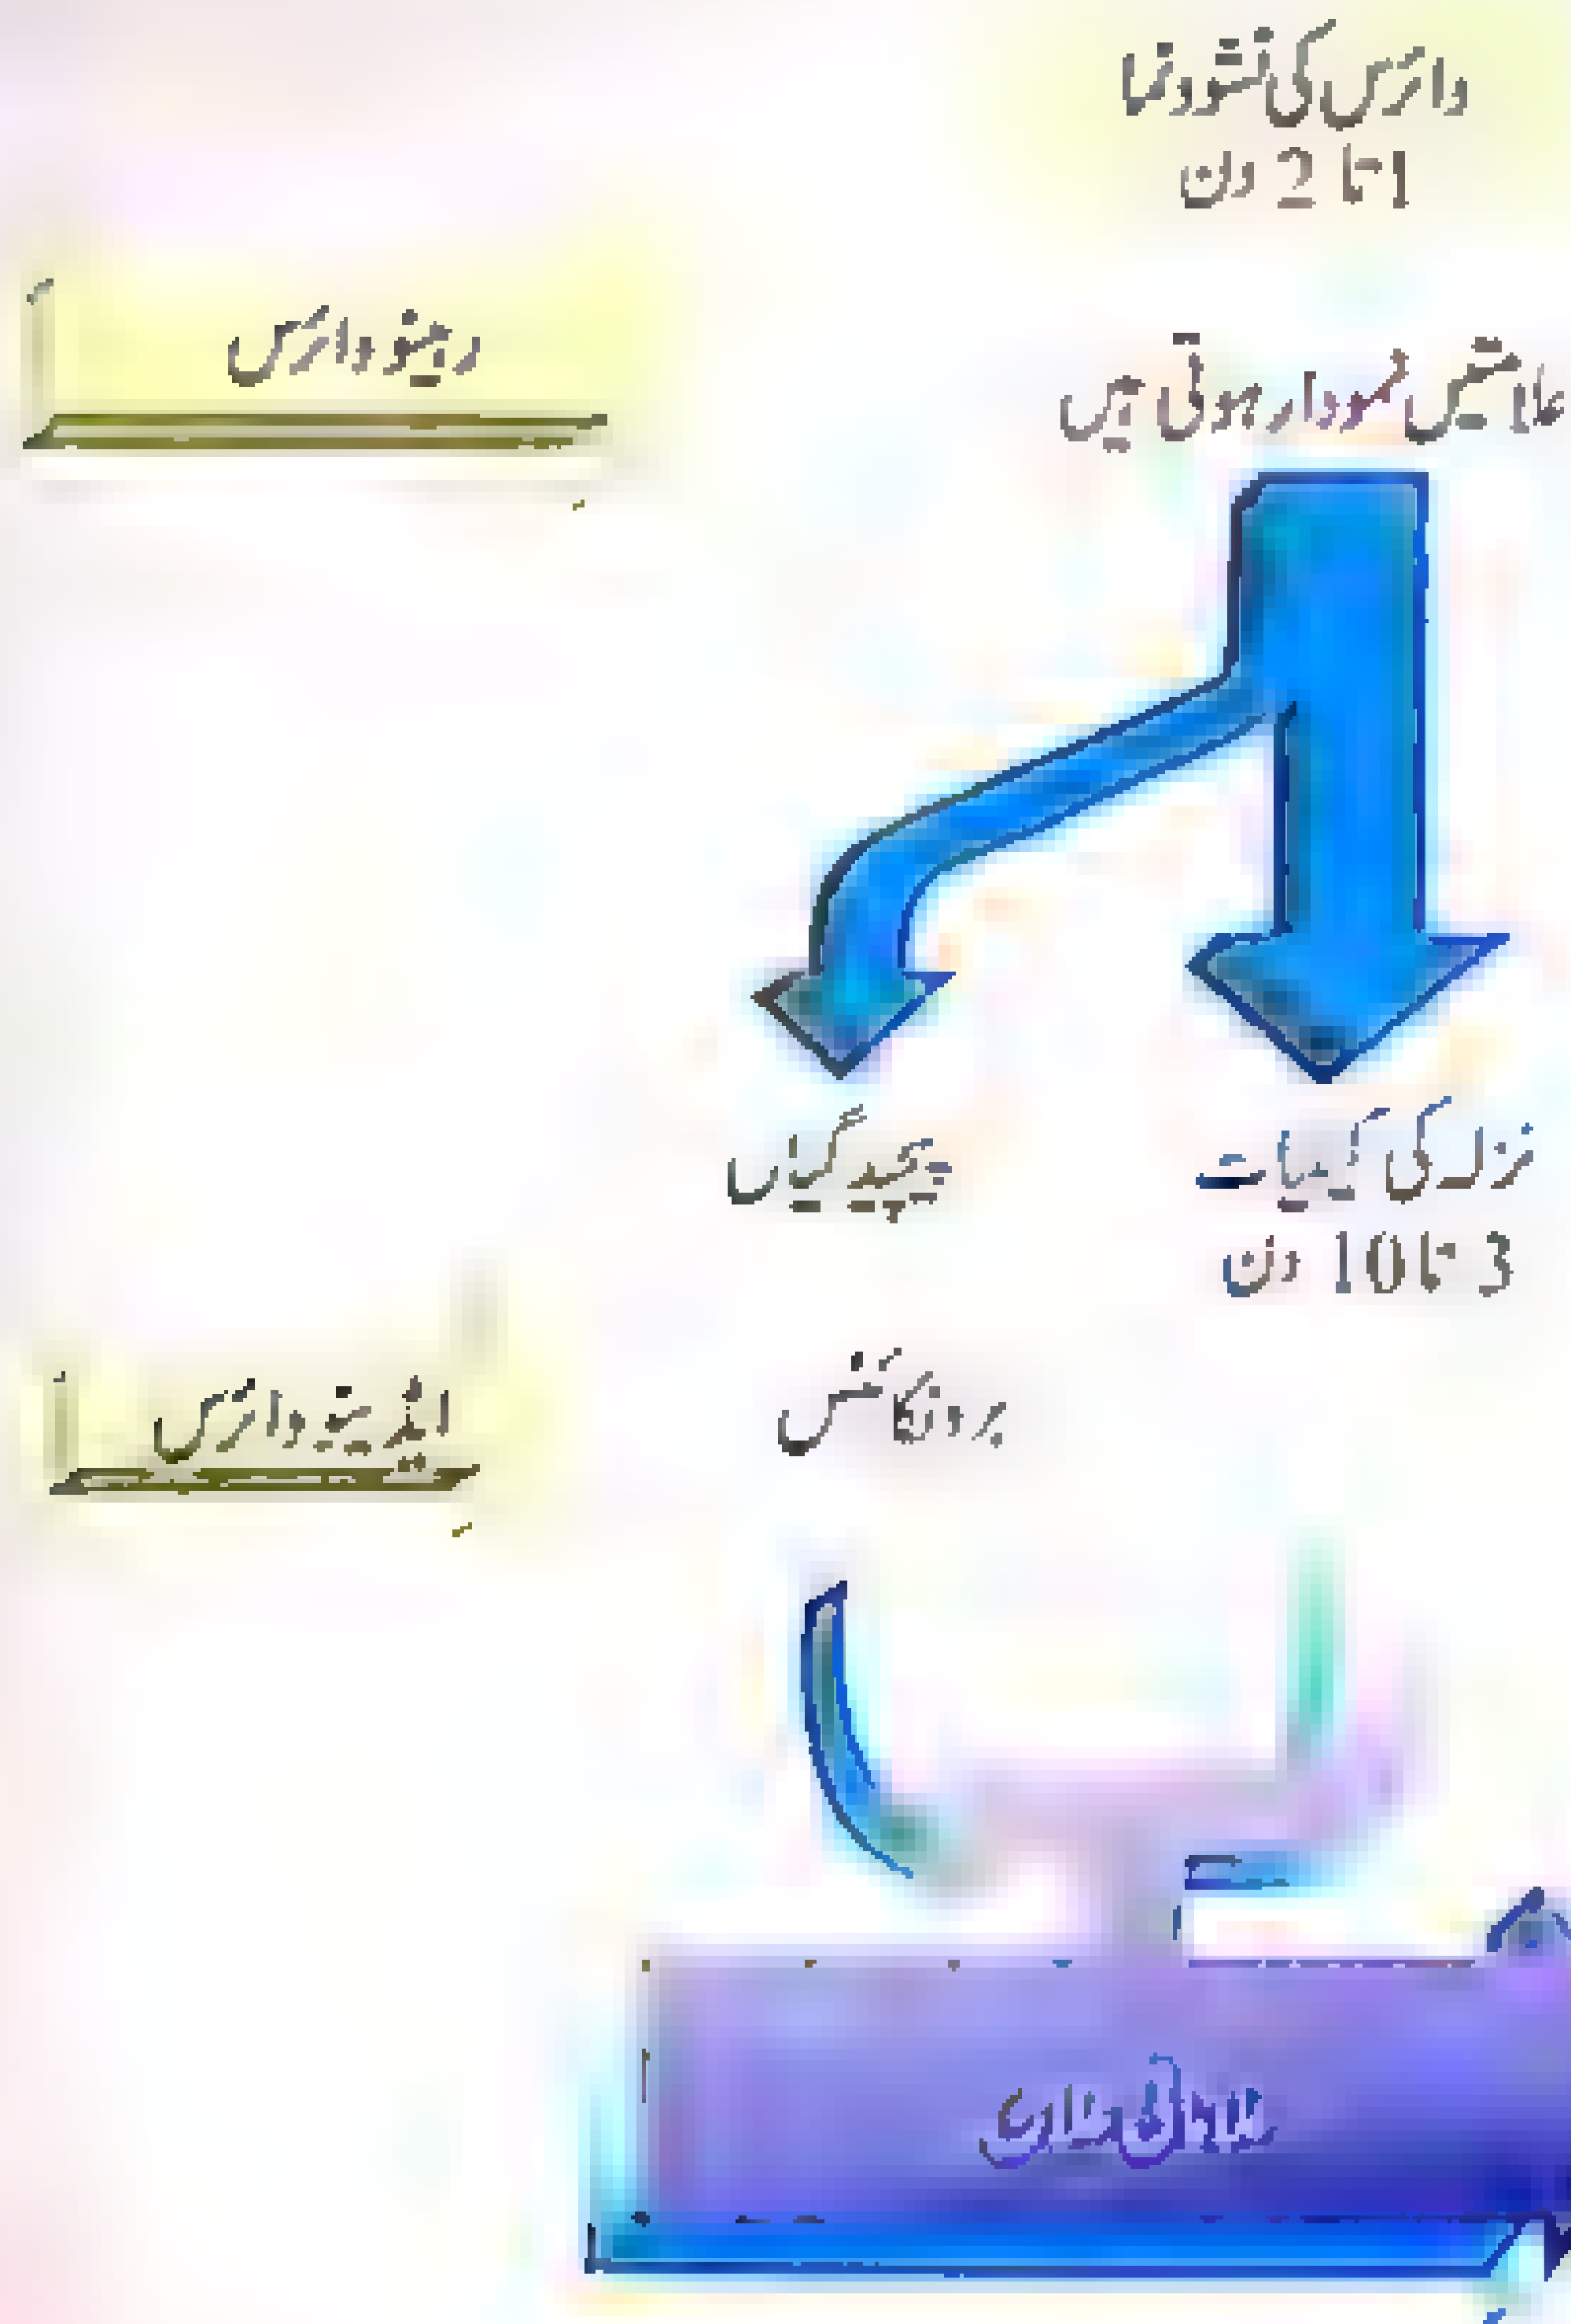 وائرس کی نشوونما
1 تا 2 دن
رہینو وائرس
علامتیں نمودار ہوتی ہیں
نزلہ کی کیفیات
پیچیدگیاں
3 تا 10 دن
ایڈینو وائرس
برونکائٹس